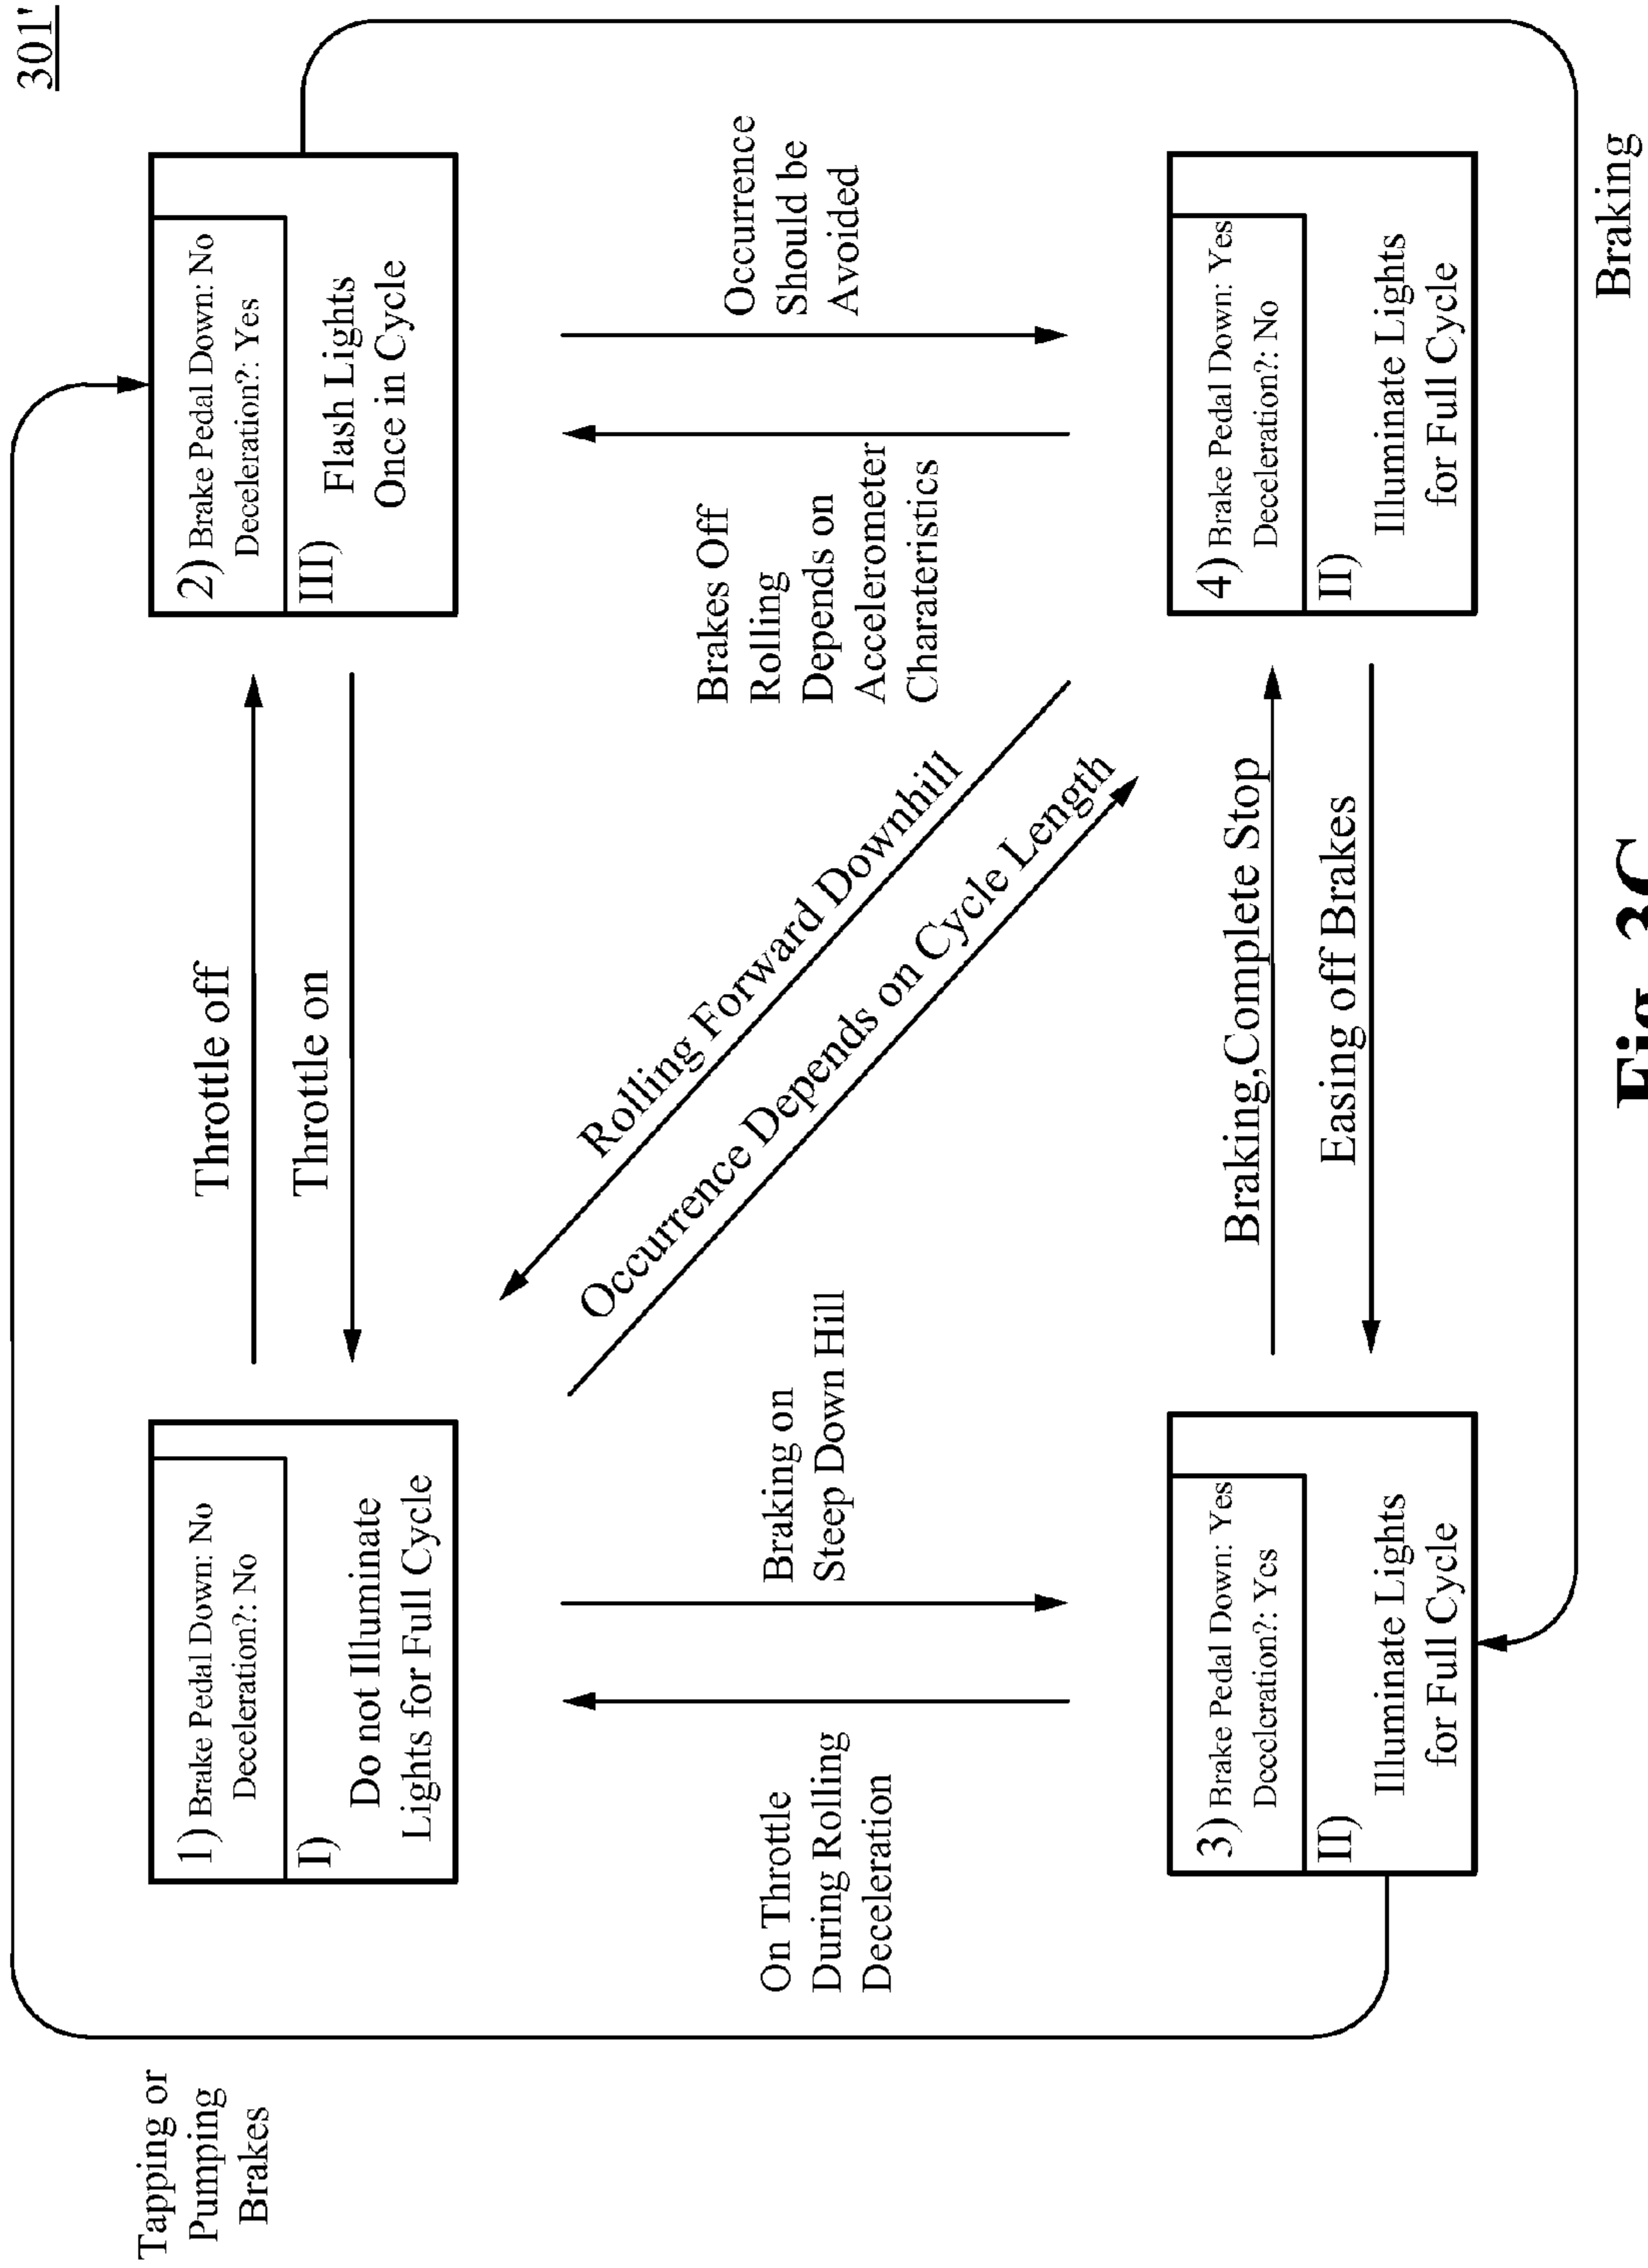 301'
Tapping or
Pumping
Brakes
1) Brake Pedal Down: No
Deceleration?: No
I)
Do not Illuminate
Lights for Full Cycle
Throttle off
Throttle on
2) Brake Pedal Down: No
Deceleration?: Yes
III)
Flash Lights
Once in Cycle
On Throttle
During Rolling
Deceleration
Braking on
Steep Down Hill
Rolling Forward Downhill
Occurrence Depends on Cycle Length
Brakes Off
Rolling
Depends on
Accelerometer
Charateristics
Occurrence
Should be
Avoided
3) Brake Pedal Down: Yes
Deceleration?: Yes
II)
Illuminate Lights
for Full Cycle
Braking,Complete Stop
Easing off Brakes
4) Brake Pedal Down: Yes
Deceleration?: No
II)
Illuminate Lights
for Full Cycle
Braking
Fig. 3C